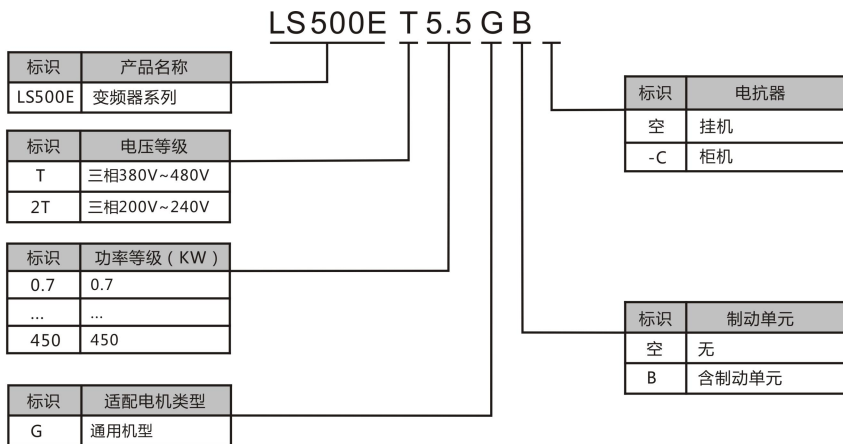 LS500E T 5.5 G B _
标识 产品名称
LS500E 变频器系列
标识 电压等级
T 三相380V~480V
2T 三相200V~240V
标识 功率等级（KW）
0.7 0.7
... ...
450 450
标识 适配电机类型
G 通用机型
标识 电抗器
空 挂机
-C 柜机
标识 制动单元
空 无
B 含制动单元